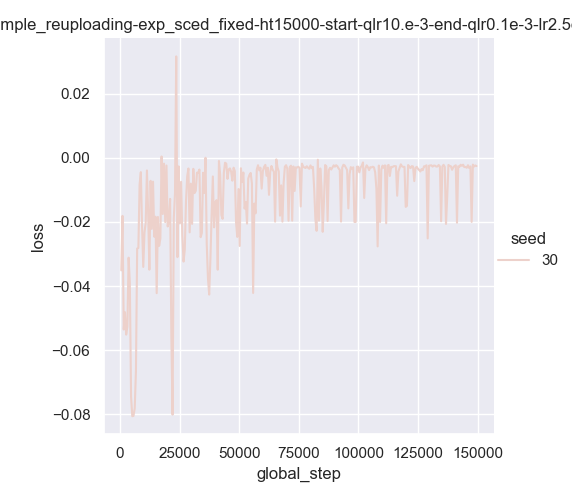 mple_reuploading-exp_sced_fixed-ht15000-start-qlr10.e-3-end-qlr0.1e-3-lr2.5
0.02
0.00
−0.02
−0.04
−0.06
−0.08
loss
0 25000 50000 75000 100000 125000 150000
global_step
seed
30